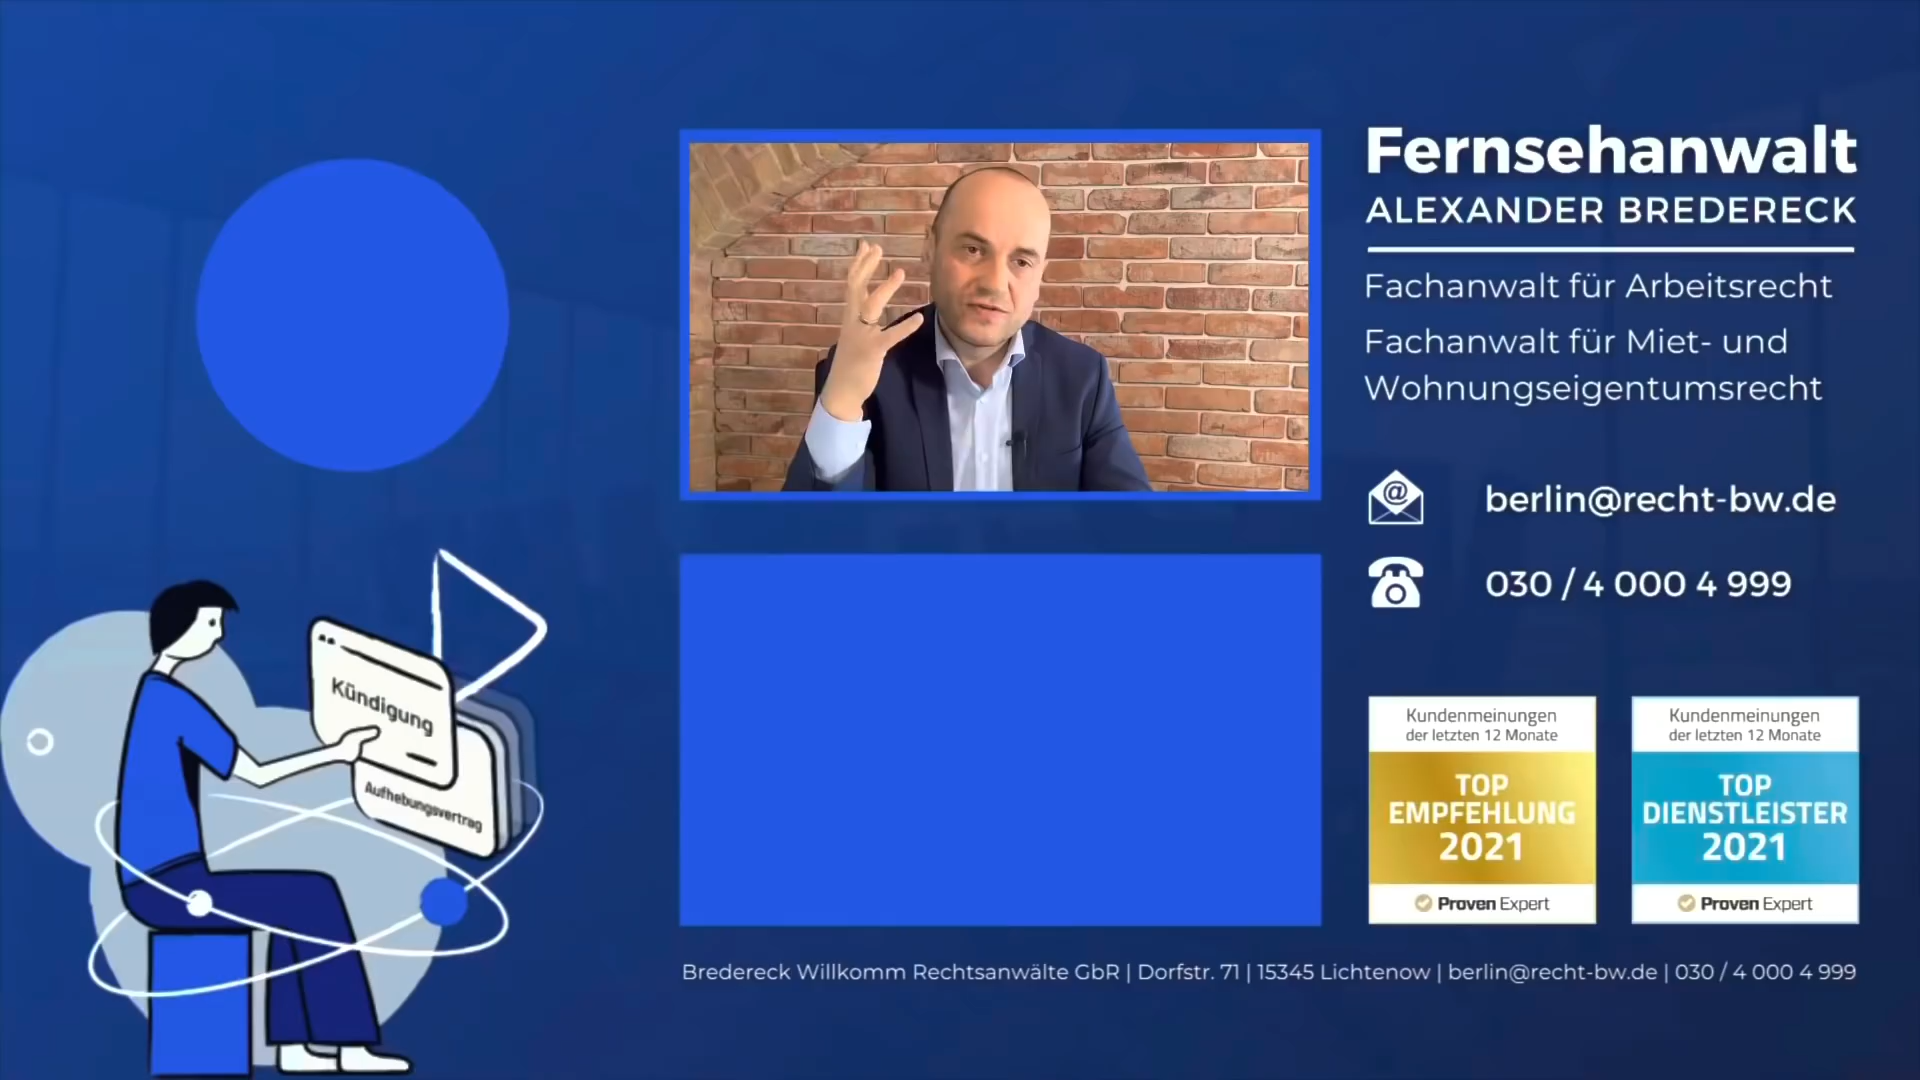 Fernsehanwalt
ALEXANDER BREDERECK
Fachanwalt für Arbeitsrecht
Fachanwalt für Miet- und
Wohnungseigentumsrecht
berlin@recht-bw.de
030 / 4 000 4 999
Kündigung
Aufhebungsvertrag
Kundenmeinungen
der letzten 12 Monate
TOP
EMPFEHLUNG
2021
Proven Expert
Kundenmeinungen
der letzten 12 Monate
TOP
DIENSTLEISTER
2021
Proven Expert
Bredereck Willkomm Rechtsanwälte GbR | Dorfstr. 71 | 15345 Lichtenow | berlin@recht-bw.de | 030 / 4 000 4 999